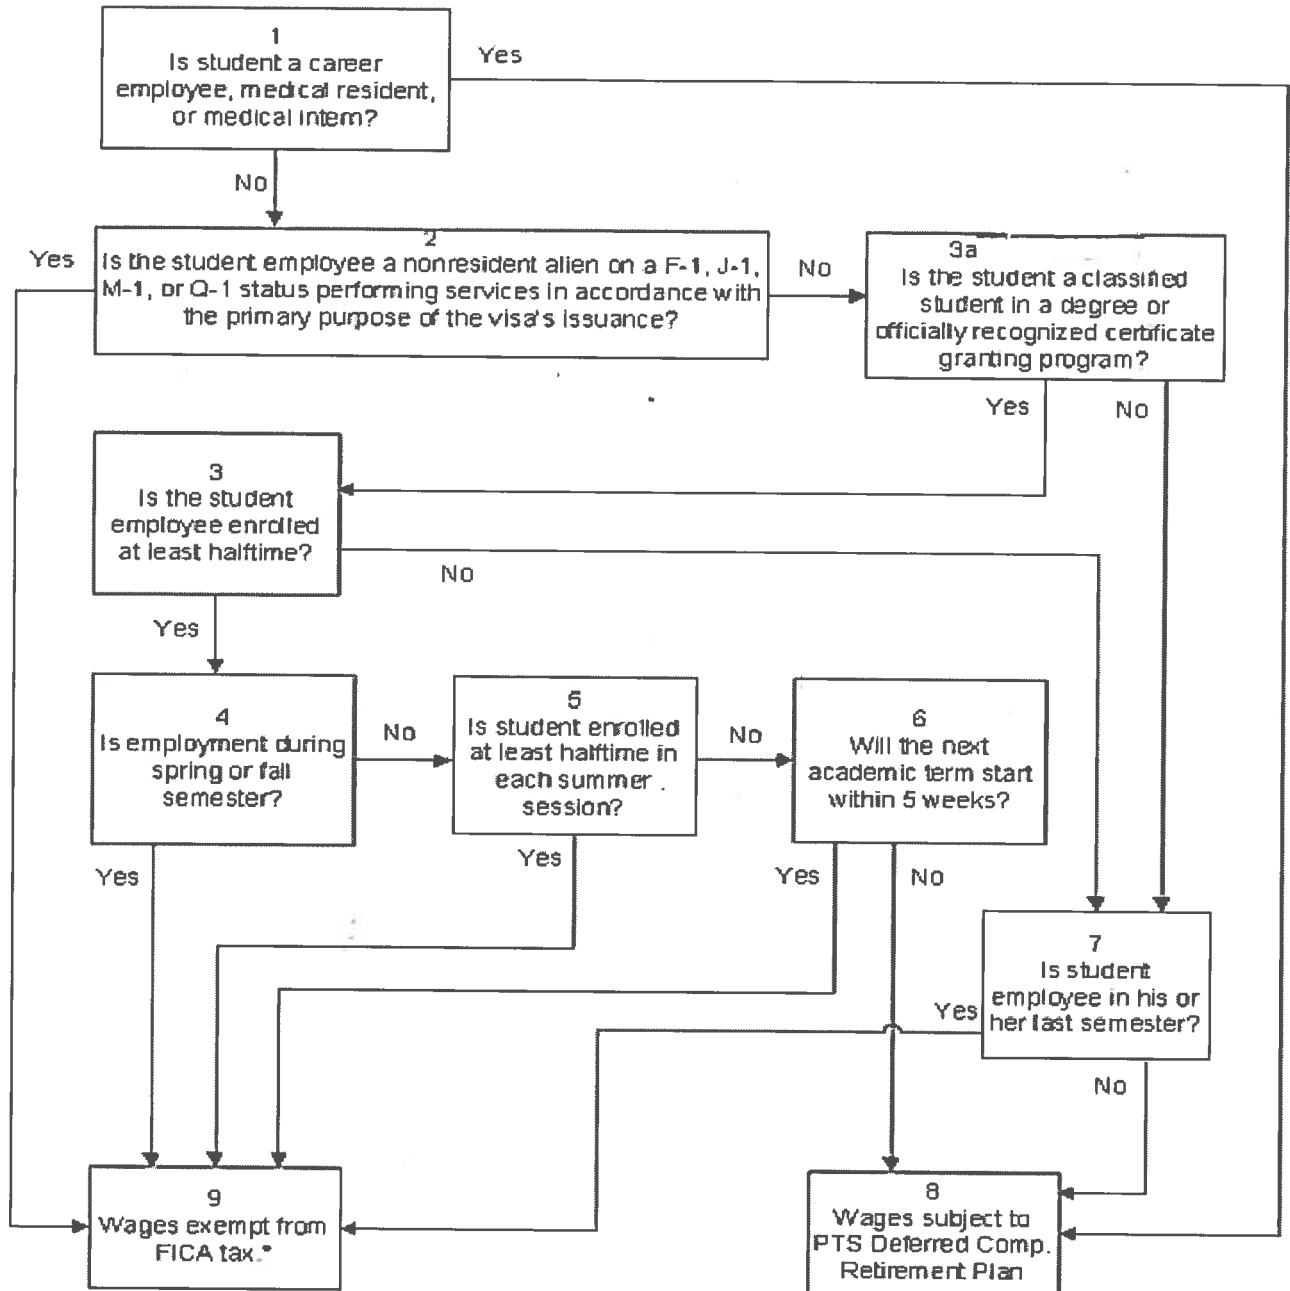 1
Is student a career
employee, medical resident,
or medical intern?
Yes
No
2
Is the student employee a nonresident alien on a F-1, J-1,
M-1, or Q-1 status performing services in accordance with
the primary purpose of the visa's issuance?
Yes
No
3a
Is the student a classified
student in a degree or
officially recognized certificate
granting program?
Yes
No
3
Is the student
employee enrolled
at least halftime?
No
Yes
4
Is employment during
spring or fall
semester?
No
Yes
5
Is student enrolled
at least halftime in
each summer
session?
No
Yes
6
Will the next
academic term start
within 5 weeks?
Yes
No
7
Is student
employee in his or
her last semester?
Yes
No
9
Wages exempt from
FICA tax.*
8
Wages subject to
PTS Deferred Comp.
Retirement Plan